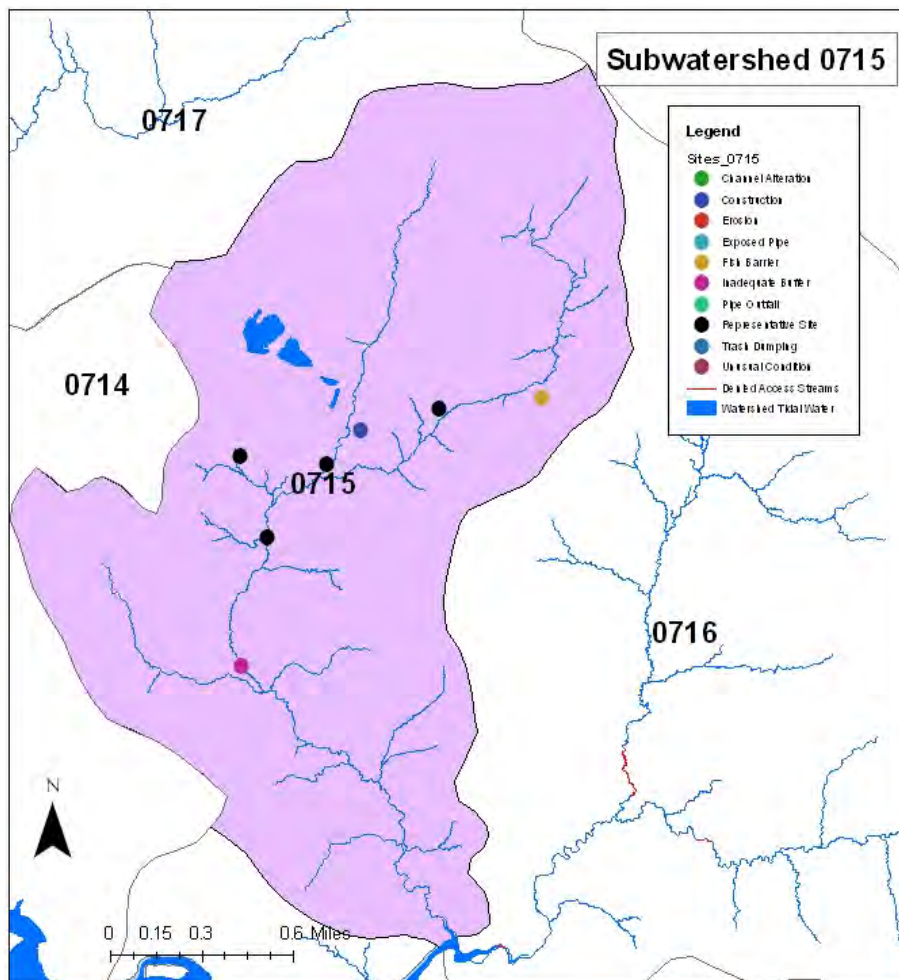 Subwatershed 0715
0717
Legend
Sites_0715
Channel Alteration
Construction
Erosion
Exposed Pipe
Fish Barrier
Inadequate Buffer
Pipe Outfall
Representative Site
Trash Dumping
Unusual Condition
Denied Access Streams
Watershed Tidal Water
0714
0715
0716
N
0 0.15 0.3 0.6 Miles